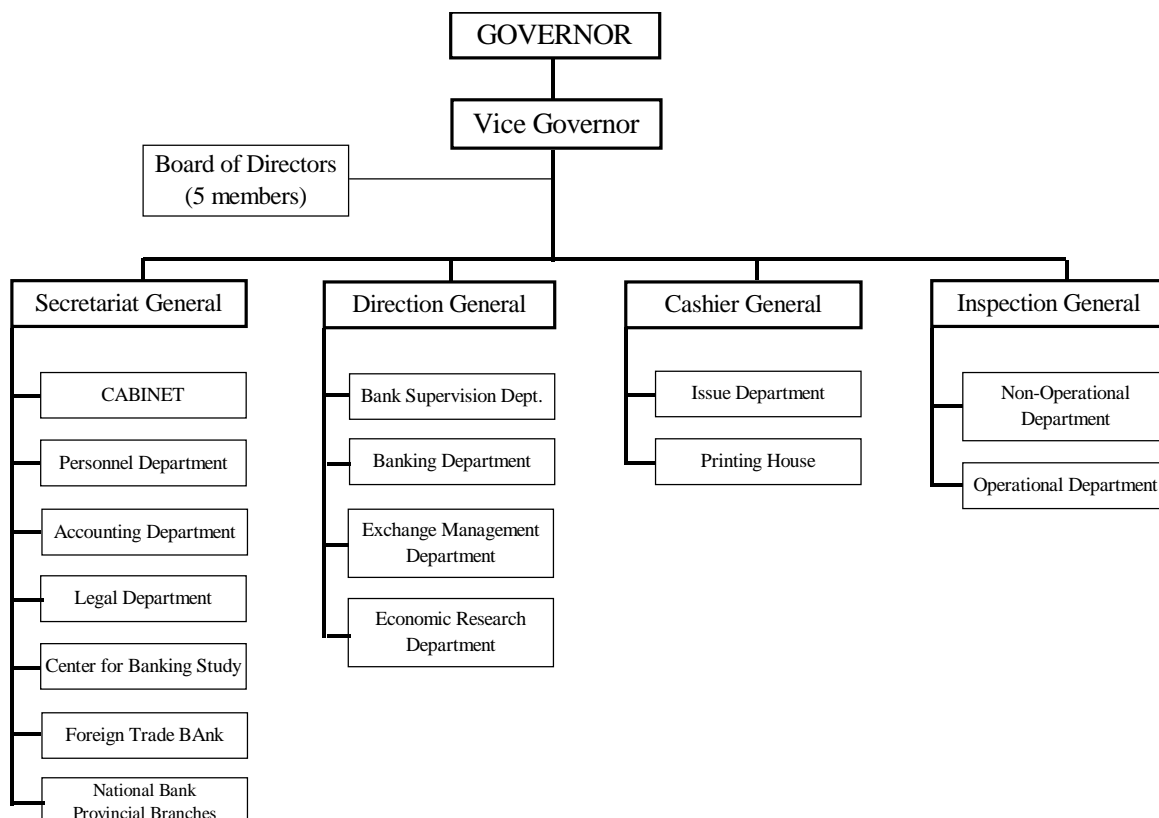 GOVERNOR
Vice Governor
Board of Directors
(5 members)
Secretariat General
Direction General
Cashier General
Inspection General
CABINET
Personnel Department
Accounting Department
Legal Department
Center for Banking Study
Foreign Trade BAnk
National Bank
Provincial Branches
Bank Supervision Dept.
Banking Department
Exchange Management
Department
Economic Research
Department
Issue Department
Printing House
Non-Operational
Department
Operational Department